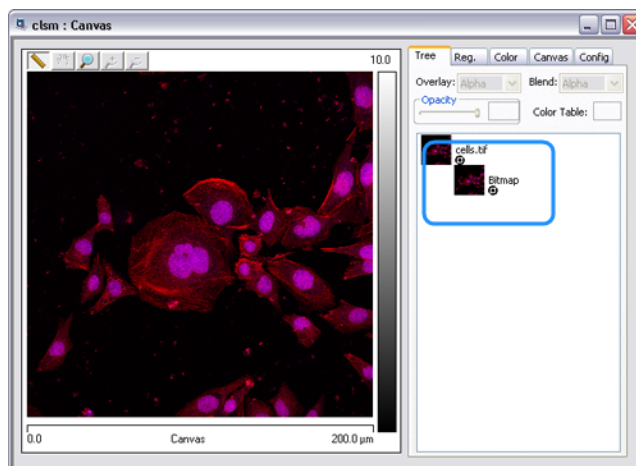 clsm : Canvas
10.0
Tree Reg. Color Canvas Config
Overlay: Alpha Blend: Alpha
Opacity
Color Table:
cells.tif
Bitmap
0.0 Canvas 200.0 µm